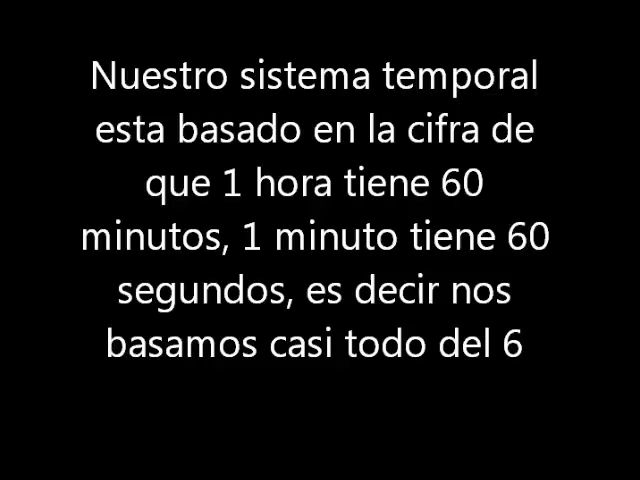 Nuestro sistema temporal
esta basado en la cifra de
que 1 hora tiene 60
minutos, 1 minuto tiene 60
segundos, es decir nos
basamos casi todo del 6